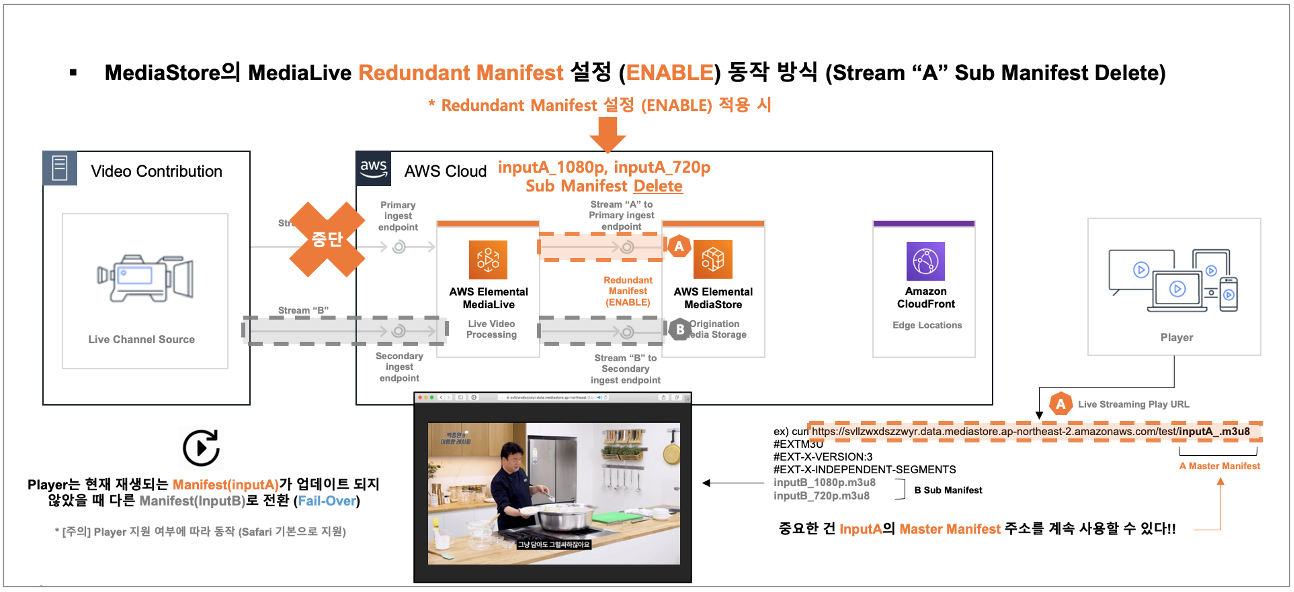 ▪ MediaStore의 MediaLive Redundant Manifest 설정 (ENABLE) 동작 방식 (Stream “A” Sub Manifest Delete)
* Redundant Manifest 설정 (ENABLE) 적용 시
Video Contribution
Live Channel Source
aws
AWS Cloud
inputA_1080p, inputA_720p
Sub Manifest Delete
중단
Stream “B”
Primary
ingest
endpoint
Secondary
ingest
endpoint
AWS Elemental
MediaLive
Live Video
Processing
Stream “A” to
Primary ingest
endpoint
A
Redundant
Manifest
(ENABLE)
B
Stream “B” to
Secondary
ingest endpoint
AWS Elemental
MediaStore
Origination
Media Storage
Amazon
CloudFront
Edge Locations
Player
A
Live Streaming Play URL
ex) curl https://svllzwxdszzwyr.data.mediastore.ap-northeast-2.amazonaws.com/test/inputA_.m3u8
#EXTM3U
#EXT-X-VERSION:3
#EXT-X-INDEPENDENT-SEGMENTS
inputB_1080p.m3u8
inputB_720p.m3u8
B Sub Manifest
A Master Manifest
중요한 건 InputA의 Master Manifest 주소를 계속 사용할 수 있다!!
Player는 현재 재생되는 Manifest(inputA)가 업데이트 되지
않았을 때 다른 Manifest(InputB)로 전환 (Fail-Over)
* [주의] Player 지원 여부에 따라 동작 (Safari 기본으로 지원)
그냥 담아도 그럴싸하잖아요